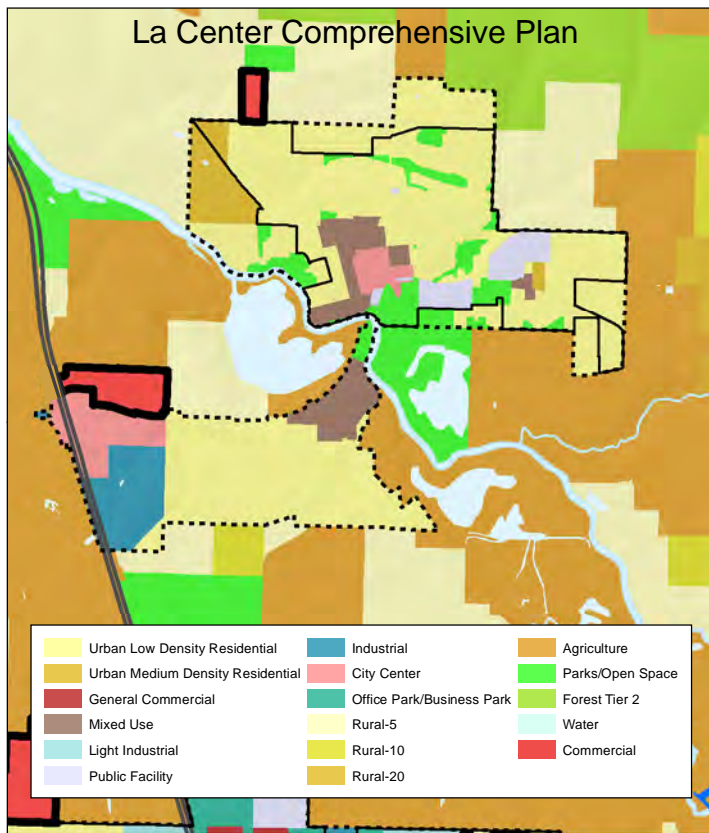 La Center Comprehensive Plan
Urban Low Density Residential
Urban Medium Density Residential
General Commercial
Mixed Use
Light Industrial
Public Facility
Industrial
City Center
Office Park/Business Park
Rural-5
Rural-10
Rural-20
Agriculture
Parks/Open Space
Forest Tier 2
Water
Commercial